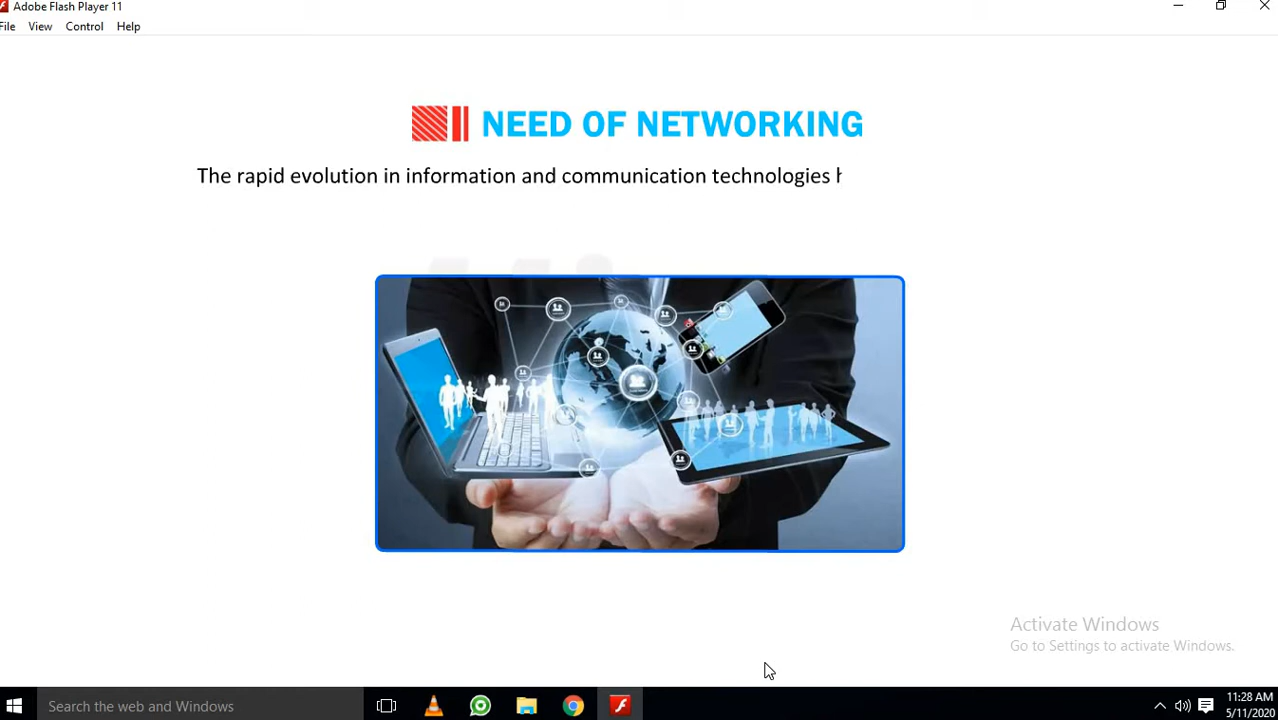 Adobe Flash Player 11
File View Control Help
NEED OF NETWORKING
The rapid evolution in information and communication technologies h
Activate Windows
Go to Settings to activate Windows.
Search the web and Windows
11:28 AM
5/11/2020